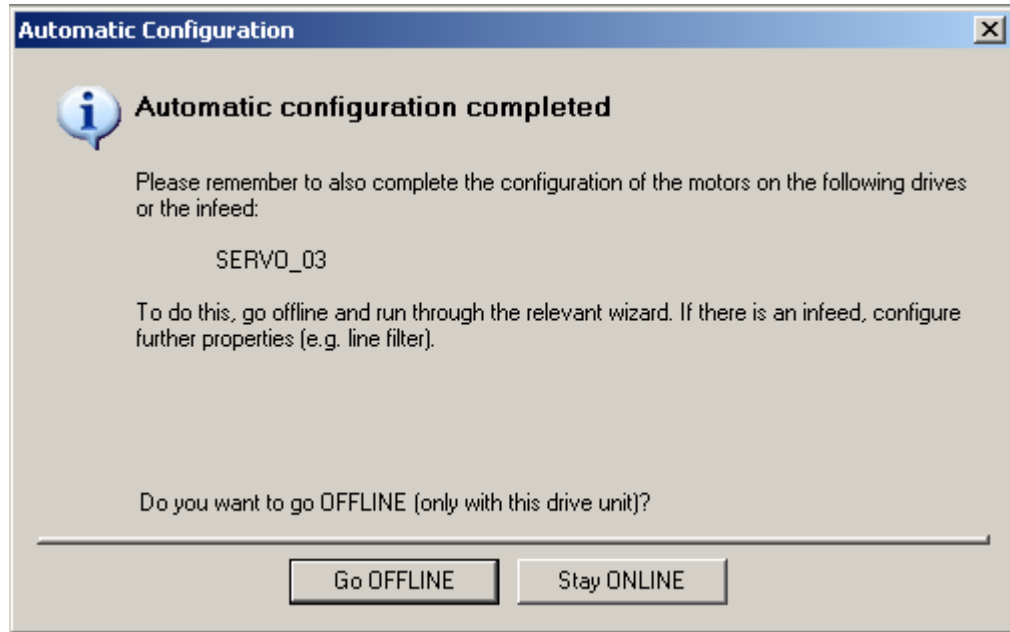 Automatic Configuration
Automatic configuration completed
Please remember to also complete the configuration of the motors on the following drives
or the infeed:
SERVO_03
To do this, go offline and run through the relevant wizard. If there is an infeed, configure
further properties (e.g. line filter).
Do you want to go OFFLINE (only with this drive unit)?
Go OFFLINE
Stay ONLINE